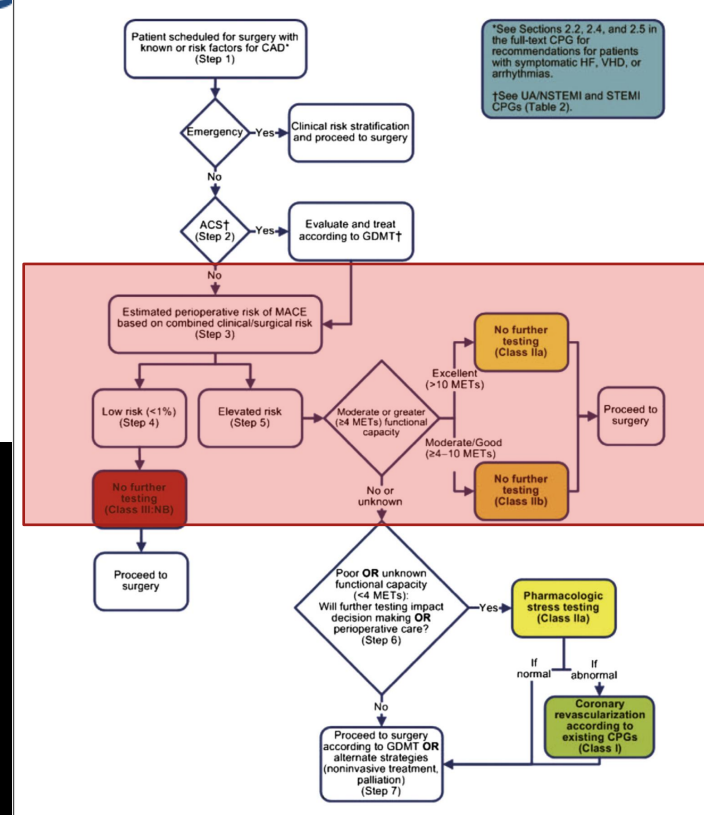 Patient scheduled for surgery with
known or risk factors for CAD*
(Step 1)
*See Sections 2.2, 2.4, and 2.5 in
the full-text CPG for
recommendations for patients
with symptomatic HF, VHD, or
arrhythmias.
†See UA/NSTEMI and STEMI
CPGs (Table 2).
Emergency
Yes
Clinical risk stratification
and proceed to surgery
No
ACS†
(Step 2)
Yes
Evaluate and treat
according to GDMT†
No
Estimated perioperative risk of MACE
based on combined clinical/surgical risk
(Step 3)
Low risk (<1%)
(Step 4)
Elevated risk
(Step 5)
Moderate or greater
(≥4 METs) functional
capacity
Excellent
(>10 METs)
No further
testing
(Class IIa)
Moderate/Good
(≥4–10 METs)
No further
testing
(Class IIb)
Proceed to
surgery
No further
testing
(Class III:NB)
Proceed to
surgery
No or
unknown
Poor OR unknown
functional capacity
(<4 METs):
Will further testing impact
decision making OR
perioperative care?
(Step 6)
Yes
Pharmacologic
stress testing
(Class IIa)
If
normal
If
abnormal
Coronary
revascularization
according to
existing CPGs
(Class I)
No
Proceed to surgery
according to GDMT OR
alternate strategies
(noninvasive treatment,
palliation)
(Step 7)